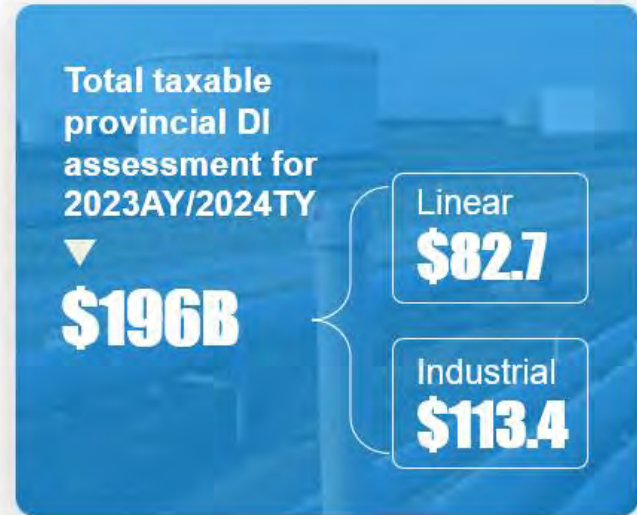 Total taxable
provincial DI
assessment for
2023AY/2024TY
$196B
Linear
$82.7
Industrial
$113.4